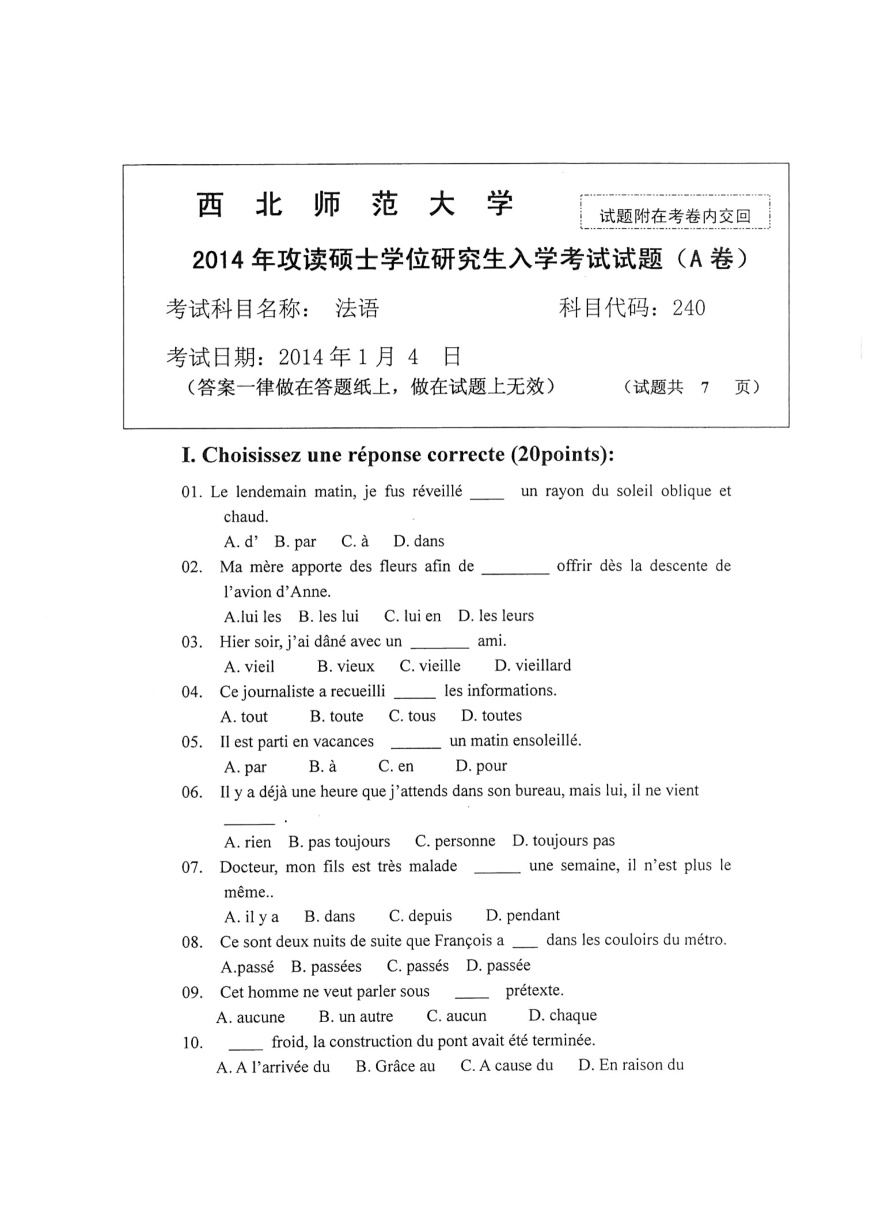 西 北 师 范 大 学
试题附在考卷内交回
2014 年攻读硕士学位研究生入学考试试题（A 卷）
考试科目名称： 法语 科目代码：240
考试日期：2014 年 1 月 4 日
（答案一律做在答题纸上，做在试题上无效） （试题共 7 页）
I. Choisissez une réponse correcte (20points):
01. Le lendemain matin, je fus réveillé ____ un rayon du soleil oblique et
chaud.
A. d’ B. par C. à D. dans
02. Ma mère apporte des fleurs afin de ________ offrir dès la descente de
l’avion d’Anne.
A.lui les B. les lui C. lui en D. les leurs
03. Hier soir, j’ai dâné avec un _______ ami.
A. vieil B. vieux C. vieille D. vieillard
04. Ce journaliste a recueilli _____ les informations.
A. tout B. toute C. tous D. toutes
05. Il est parti en vacances ______ un matin ensoleillé.
A. par B. à C. en D. pour
06. Il y a déjà une heure que j’attends dans son bureau, mais lui, il ne vient
______ .
A. rien B. pas toujours C. personne D. toujours pas
07. Docteur, mon fils est très malade _____ une semaine, il n’est plus le
même..
A. il y a B. dans C. depuis D. pendant
08. Ce sont deux nuits de suite que François a ___ dans les couloirs du métro.
A.passé B. passées C. passés D. passée
09. Cet homme ne veut parler sous ____ prétexte.
A. aucune B. un autre C. aucun D. chaque
10. ____ froid, la construction du pont avait été terminée.
A. A l’arrivée du B. Grâce au C. A cause du D. En raison du